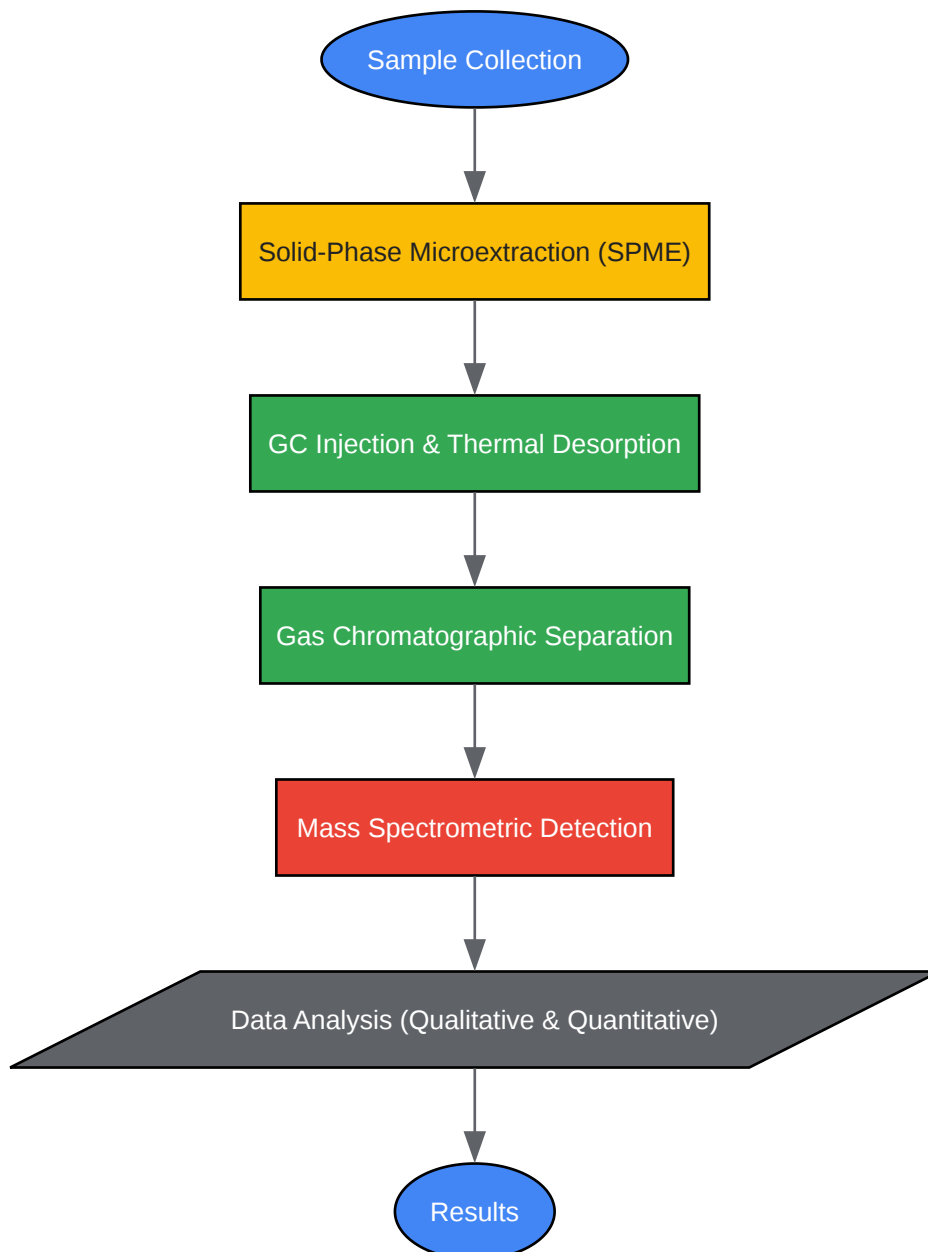 Sample Collection
Solid-Phase Microextraction (SPME)
GC Injection & Thermal Desorption
Gas Chromatographic Separation
Mass Spectrometric Detection
Data Analysis (Qualitative & Quantitative)
Results